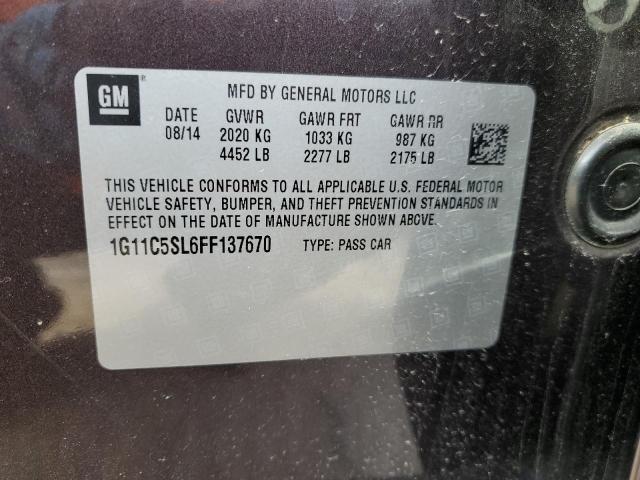 GM
MFD BY GENERAL MOTORS LLC
DATE GVWR GAWR FRT GAWR RR
08/14 2020 KG 1033 KG 987 KG
4452 LB 2277 LB 2175 LB
THIS VEHICLE CONFORMS TO ALL APPLICABLE U.S. FEDERAL MOTOR
VEHICLE SAFETY, BUMPER, AND THEFT PREVENTION STANDARDS IN
EFFECT ON THE DATE OF MANUFACTURE SHOWN ABOVE.
1G11C5SL6FF137670 TYPE: PASS CAR